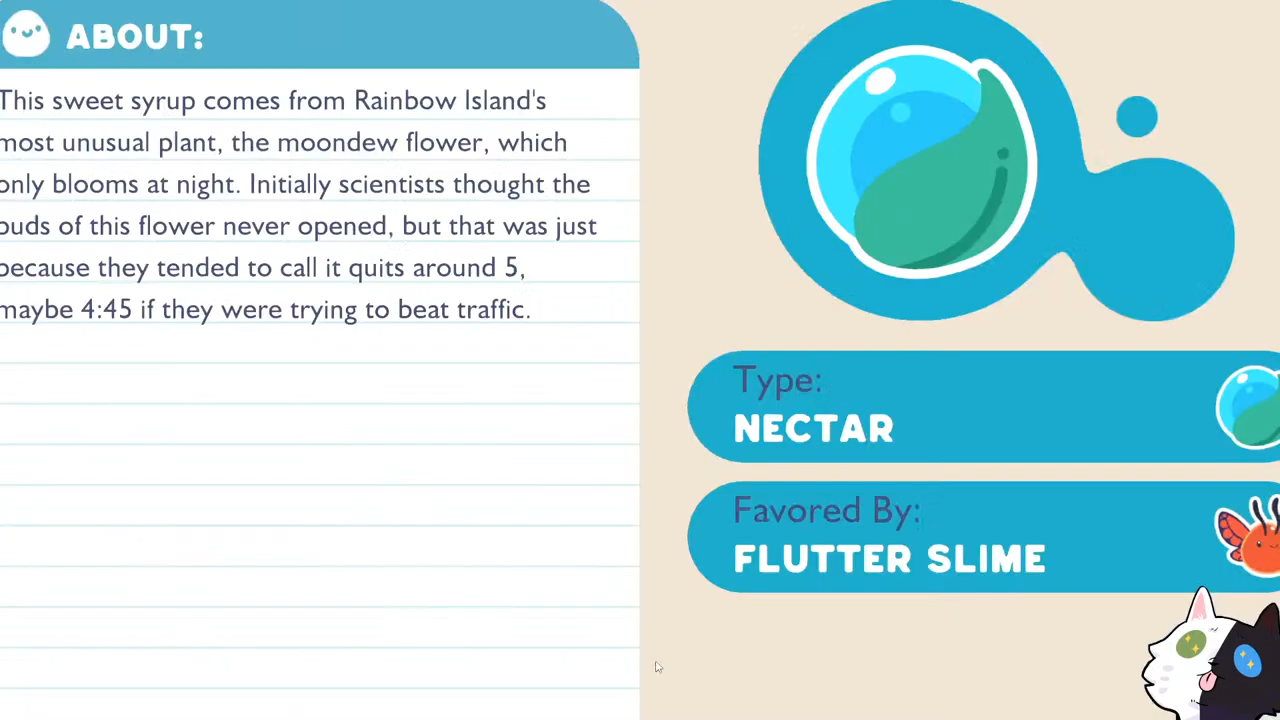 ABOUT:
This sweet syrup comes from Rainbow Island's
most unusual plant, the moondew flower, which
only blooms at night. Initially scientists thought the
buds of this flower never opened, but that was just
because they tended to call it quits around 5,
maybe 4:45 if they were trying to beat traffic.
Type:
NECTAR
Favored By:
FLUTTER SLIME